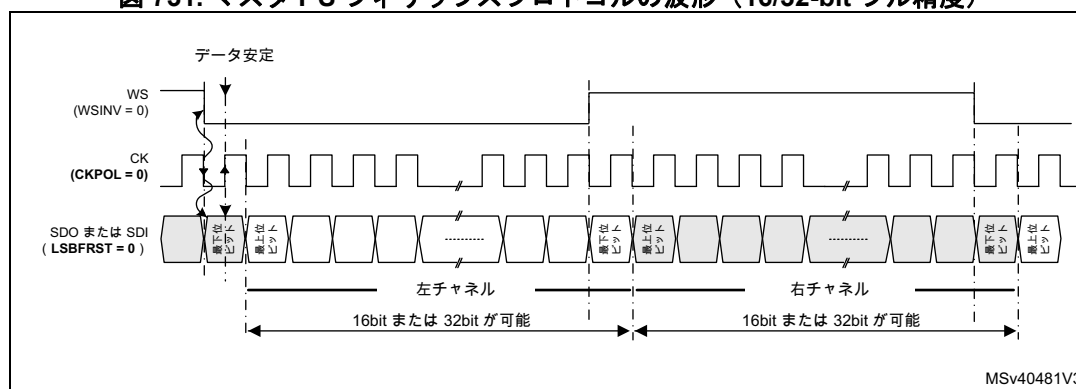 図 731. マスタ I²S フィリップスプロトコルの波形（16/32-bit フル精度）
データ安定
WS
(WSINV = 0)
CK
(CKPOL = 0)
SDO または SDI
( LSBFRST = 0 )
最下位ビット
最上位ビット
最下位ビット
最上位ビット
最下位ビット
最上位ビット
左チャネル
右チャネル
16bit または 32bit が可能
16bit または 32bit が可能
MSv40481V3